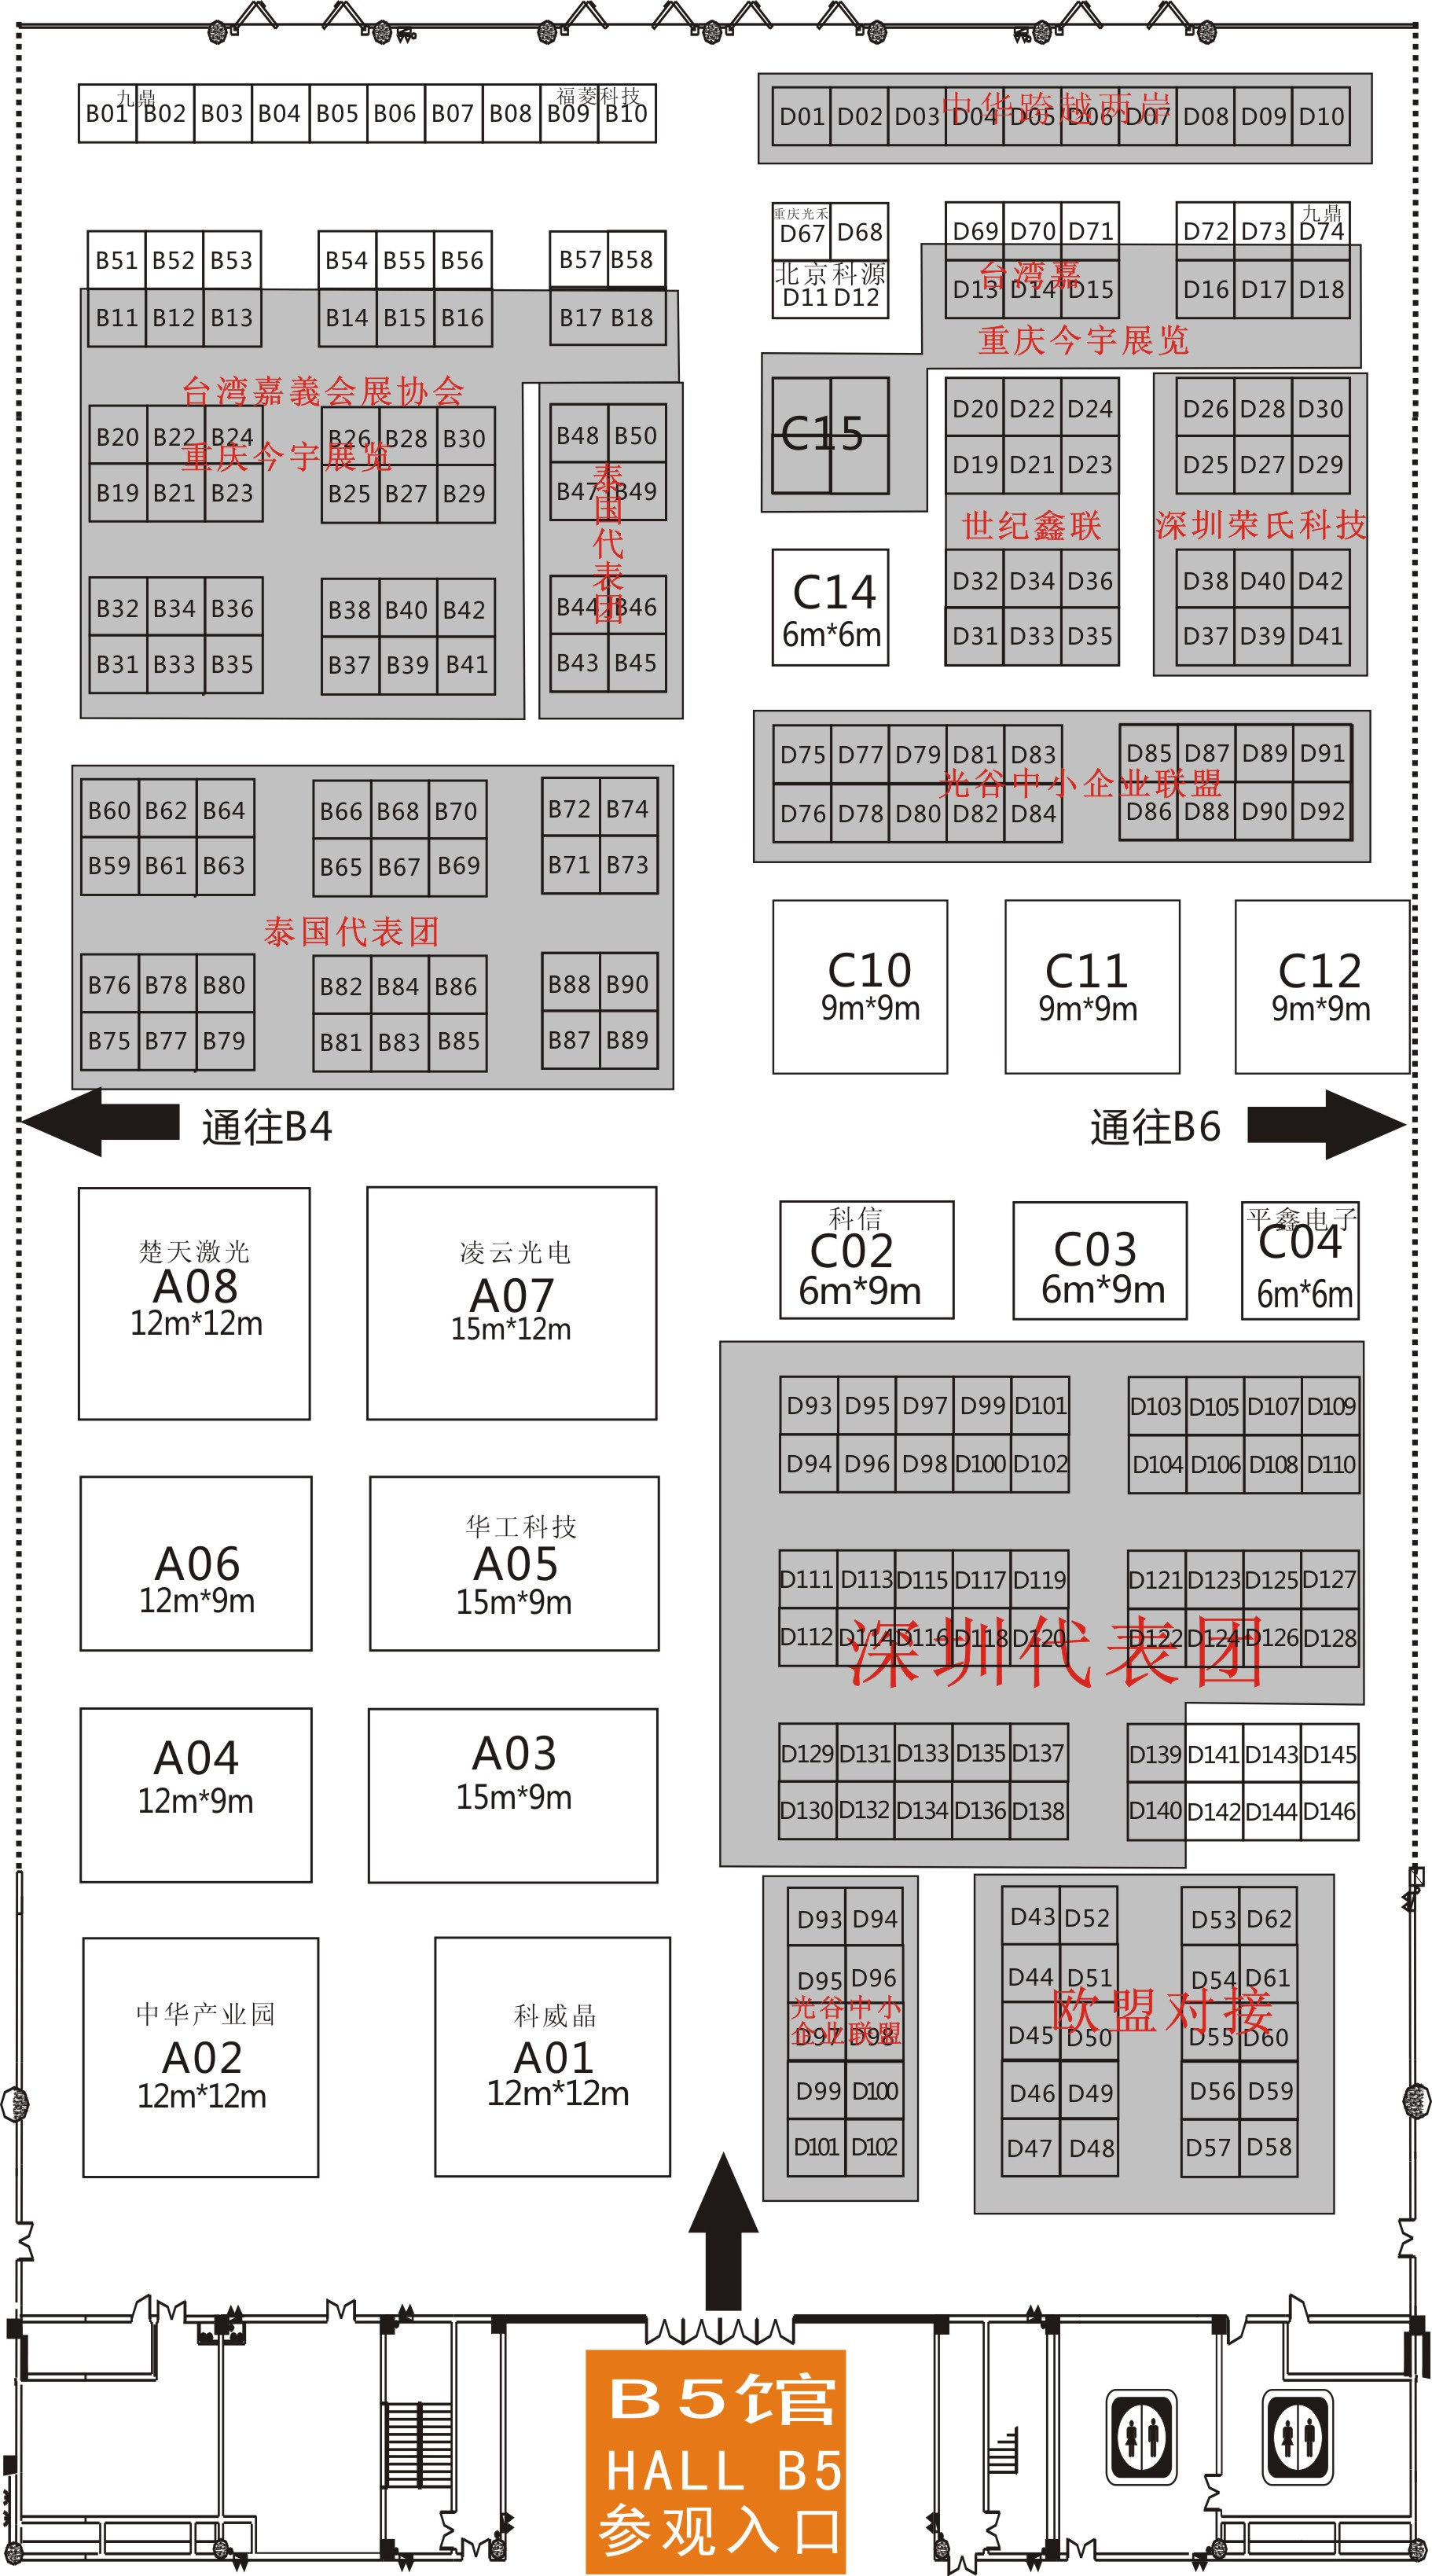 九鼎 福菱科技
B01 B02 B03 B04 B05 B06 B07 B08 B09 B10
中华跨越两岸
D01 D02 D03 D04 D05 D06 D07 D08 D09 D10
重庆光禾 九鼎
D67 D68 D69 D70 D71 D72 D73 D74
B51 B52 B53 B54 B55 B56 B57 B58
北京科源
D11 D12
台湾嘉
D13 D14 D15 D16 D17 D18
B11 B12 B13 B14 B15 B16 B17 B18
重庆今宇展览
台湾嘉義会展协会
B20 B22 B24 B26 B28 B30 B48 B50
重庆今宇展览
B19 B21 B23 B25 B27 B29 B47 B49
泰国代表团
C15
D20 D22 D24 D26 D28 D30
D19 D21 D23 D25 D27 D29
世纪鑫联 深圳荣氏科技
B32 B34 B36 B38 B40 B42 B44 B46
B31 B33 B35 B37 B39 B41 B43 B45
C14
6m*6m
D32 D34 D36 D38 D40 D42
D31 D33 D35 D37 D39 D41
D75 D77 D79 D81 D83 D85 D87 D89 D91
光谷中小企业联盟
D76 D78 D80 D82 D84 D86 D88 D90 D92
B60 B62 B64 B66 B68 B70 B72 B74
B59 B61 B63 B65 B67 B69 B71 B73
泰国代表团
B76 B78 B80 B82 B84 B86 B88 B90
B75 B77 B79 B81 B83 B85 B87 B89
C10 C11 C12
9m*9m 9m*9m 9m*9m
通往B4 通往B6
楚天激光 凌云光电
A08 A07
12m*12m 15m*12m
科信 平鑫电子
C02 C03 C04
6m*9m 6m*9m 6m*6m
D93 D95 D97 D99 D101 D103 D105 D107 D109
D94 D96 D98 D100 D102 D104 D106 D108 D110
华工科技
A06 A05
12m*9m 15m*9m
D111 D113 D115 D117 D119 D121 D123 D125 D127
D112 D114 D116 D118 D120 D122 D124 D126 D128
深圳代表团
A04 A03
12m*9m 15m*9m
D129 D131 D133 D135 D137 D139 D141 D143 D145
D130 D132 D134 D136 D138 D140 D142 D144 D146
中华产业园 科威晶
A02 A01
12m*12m 12m*12m
D93 D94 D43 D52 D53 D62
D95 D96 D44 D51 D54 D61
光谷中小
企业联盟
欧盟对接
D97 D98 D45 D50 D55 D60
D99 D100 D46 D49 D56 D59
D101 D102 D47 D48 D57 D58
B5馆
HALL B5
参观入口